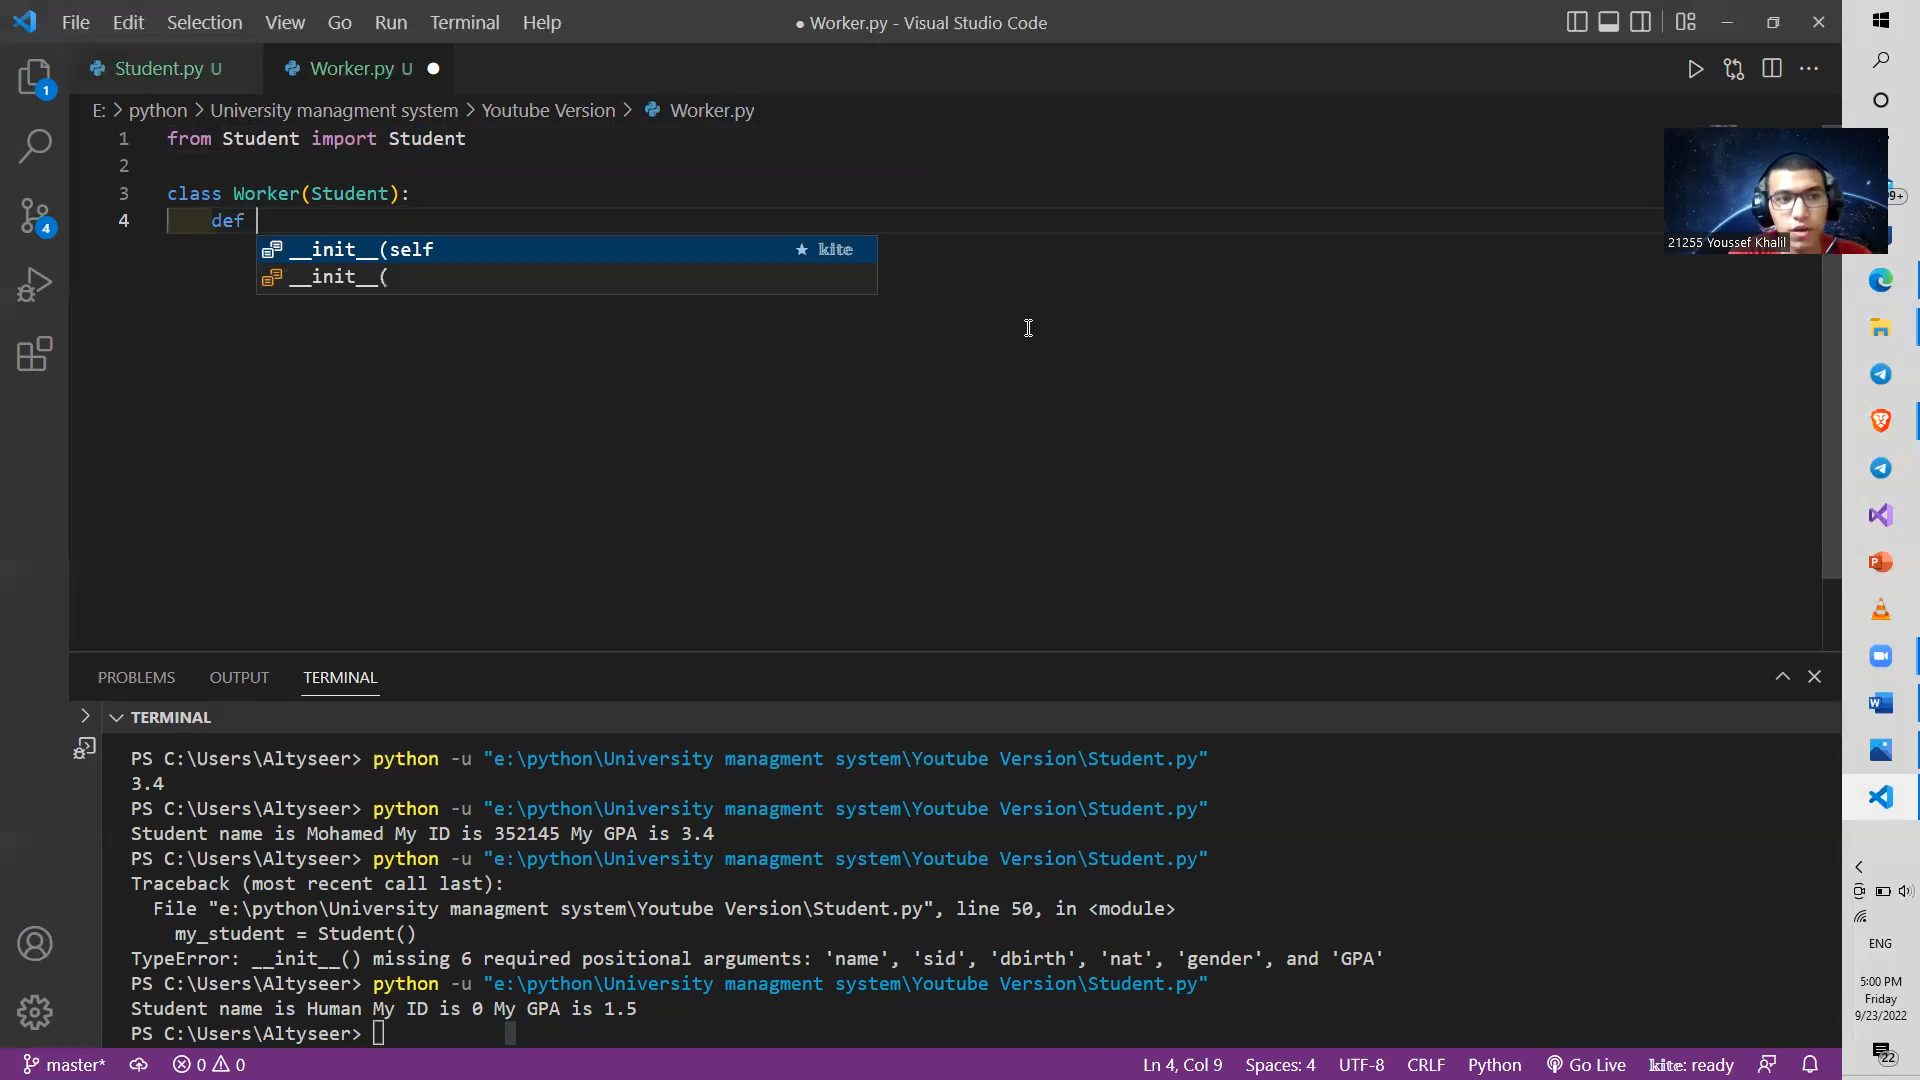 File Edit Selection View Go Run Terminal Help
● Worker.py - Visual Studio Code
Student.py U
Worker.py U
E: > python > University managment system > Youtube Version > Worker.py
1 from Student import Student
2
3 class Worker(Student):
4 def
__init__(self ★ kite
__init__(
21255 Youssef Khalil
9+
1
4
PROBLEMS OUTPUT TERMINAL
TERMINAL
PS C:\Users\Altyseer> python -u "e:\python\University managment system\Youtube Version\Student.py"
3.4
PS C:\Users\Altyseer> python -u "e:\python\University managment system\Youtube Version\Student.py"
Student name is Mohamed My ID is 352145 My GPA is 3.4
PS C:\Users\Altyseer> python -u "e:\python\University managment system\Youtube Version\Student.py"
Traceback (most recent call last):
File "e:\python\University managment system\Youtube Version\Student.py", line 50, in <module>
my_student = Student()
TypeError: __init__() missing 6 required positional arguments: 'name', 'sid', 'dbirth', 'nat', 'gender', and 'GPA'
PS C:\Users\Altyseer> python -u "e:\python\University managment system\Youtube Version\Student.py"
Student name is Human My ID is 0 My GPA is 1.5
PS C:\Users\Altyseer>
master* 0 0
Ln 4, Col 9 Spaces: 4 UTF-8 CRLF Python Go Live kite: ready
ENG
5:00 PM
Friday
9/23/2022
22